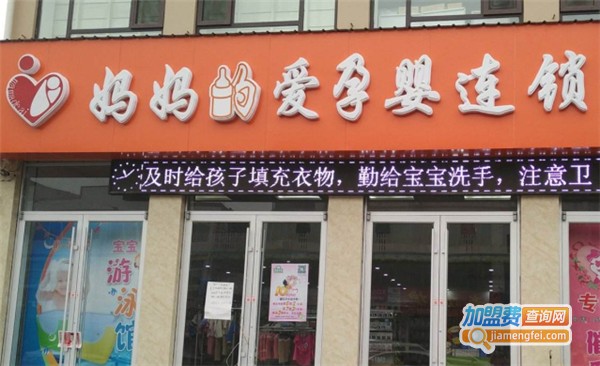 妈妈的爱孕婴连锁
及时给孩子填充衣物，勤给宝宝洗手，注意卫
宝宝
游泳馆
专
加盟费查询网
jiamengfei.com